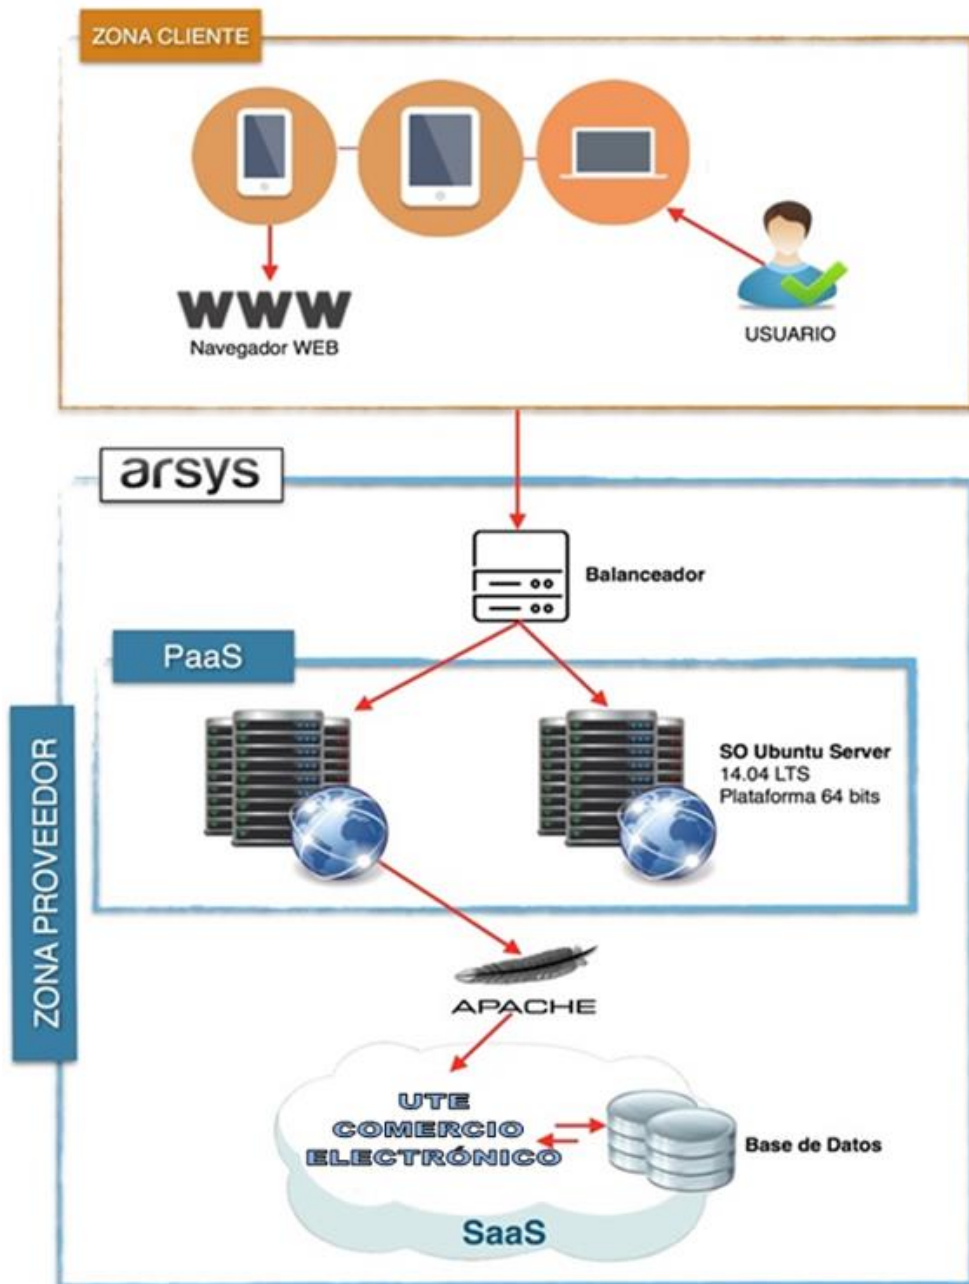 ZONA CLIENTE
WWW
Navegador WEB
USUARIO
arsys
Balanceador
PaaS
SO Ubuntu Server
14.04 LTS
Plataforma 64 bits
ZONA PROVEEDOR
APACHE
UTE
COMERCIO
ELECTRÓNICO
Base de Datos
SaaS